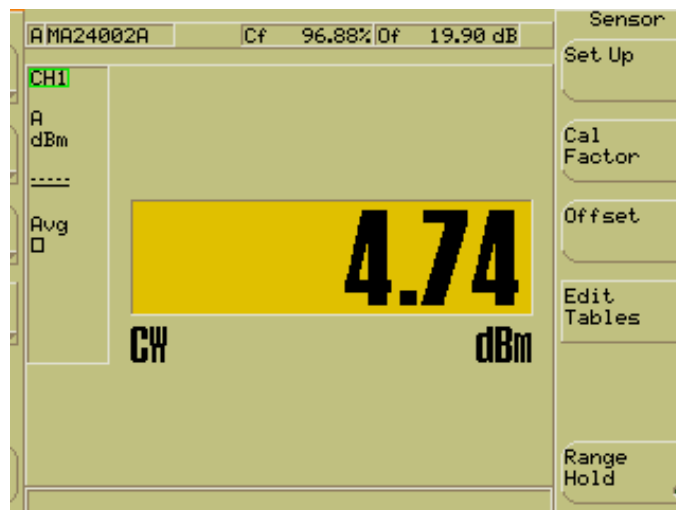 Sensor
A MA24002A Cf 96.88% Of 19.90 dB
Set Up
CH1
A
dBm
-----
Cal
Factor
Avg
4.74
Offset
Edit
Tables
CW dBm
Range
Hold